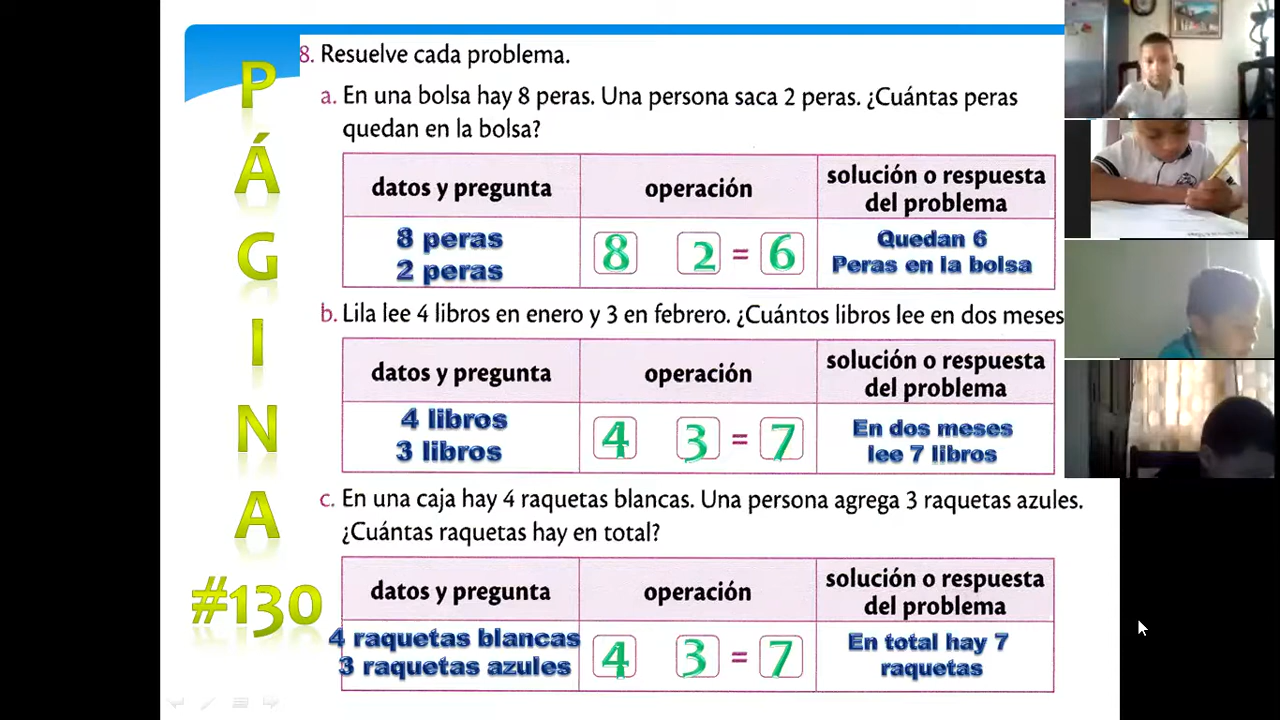 PÁGINA
#130
8. Resuelve cada problema.
a. En una bolsa hay 8 peras. Una persona saca 2 peras. ¿Cuántas peras
quedan en la bolsa?
datos y pregunta operación solución o respuesta
del problema
8 peras
2 peras
8 2 = 6
Quedan 6
Peras en la bolsa
b. Lila lee 4 libros en enero y 3 en febrero. ¿Cuántos libros lee en dos meses
datos y pregunta operación solución o respuesta
del problema
4 libros
3 libros
4 3 = 7
En dos meses
lee 7 libros
c. En una caja hay 4 raquetas blancas. Una persona agrega 3 raquetas azules.
¿Cuántas raquetas hay en total?
datos y pregunta operación solución o respuesta
del problema
4 raquetas blancas
3 raquetas azules
4 3 = 7
En total hay 7
raquetas